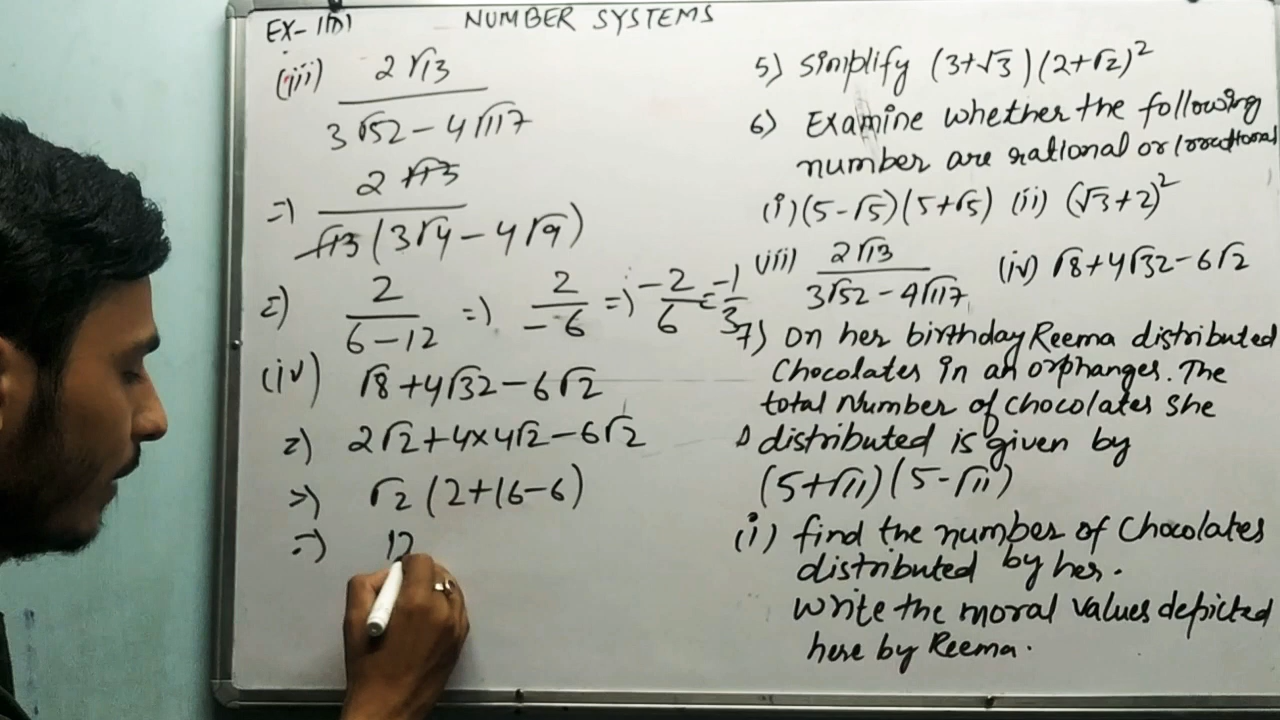 EX- 1(D)
NUMBER SYSTEMS
(iii) 2√13 / 3√52 - 4√117
=) 2√13 / √13 (3√4 - 4√9)
=) 2 / 6-12 =) 2 / -6 =) -2 / 6 = -1 / 3
(iv) √8 + 4√32 - 6√2
=) 2√2 + 4×4√2 - 6√2
=) √2 (2+16-6)
=) 12
5) Simplify (3+√3)(2+√2)²
6) Examine whether the following
number are rational or irrational
(i) (5-√5)(5+√5) (ii) (√3+2)²
(iii) 2√13 / 3√52 - 4√117 (iv) √8+4√32-6√2
7) On her birthday Reema distributed
Chocolates in an orphanges. The
total Number of chocolates she
distributed is given by
(5+√11)(5-√11)
(i) find the number of Chocolates
distributed by her.
Write the moral values depicted
here by Reema.